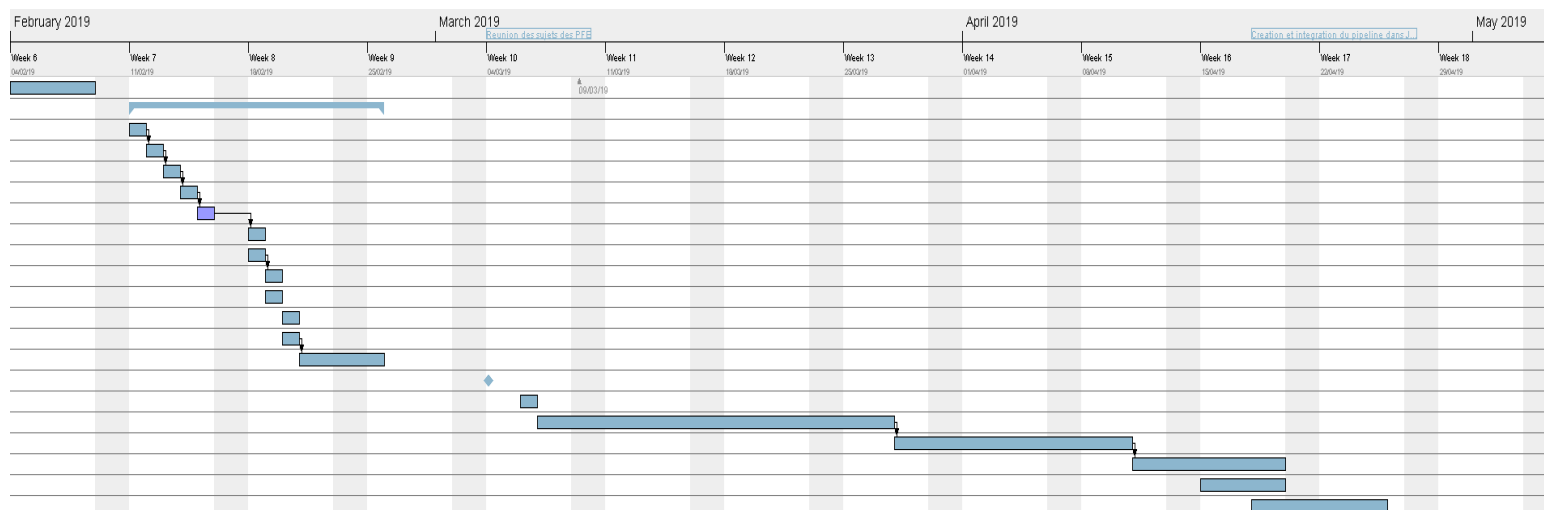 February 2019 March 2019 April 2019 May 2019
Reunion des sujets des PFE Creation et integration du pipeline dans J...
Week 6 Week 7 Week 8 Week 9 Week 10 Week 11 Week 12 Week 13 Week 14 Week 15 Week 16 Week 17 Week 18
04/02/19 11/02/19 18/02/19 25/02/19 04/03/19 11/03/19 18/03/19 25/03/19 01/04/19 08/04/19 15/04/19 22/04/19 29/04/19
09/03/19